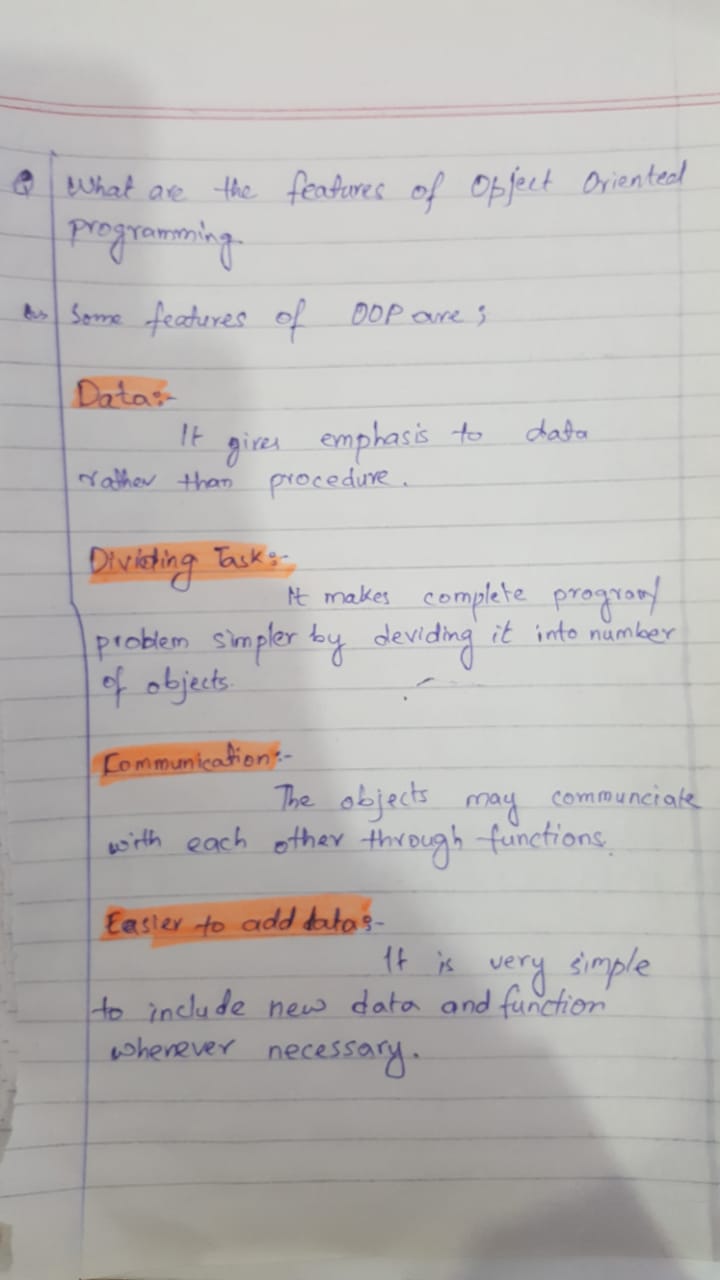 Q What are the features of Object Oriented
programming.
Ans Some features of OOP are ;
Data:-
It gives emphasis to data
rather than procedure.
Dividing Task:-
It makes complete program/
problem simpler by deviding it into number
of objects.
Communication:-
The objects may communciate
with each other through functions.
Easier to add data:-
It is very simple
to include new data and function
whenever necessary.